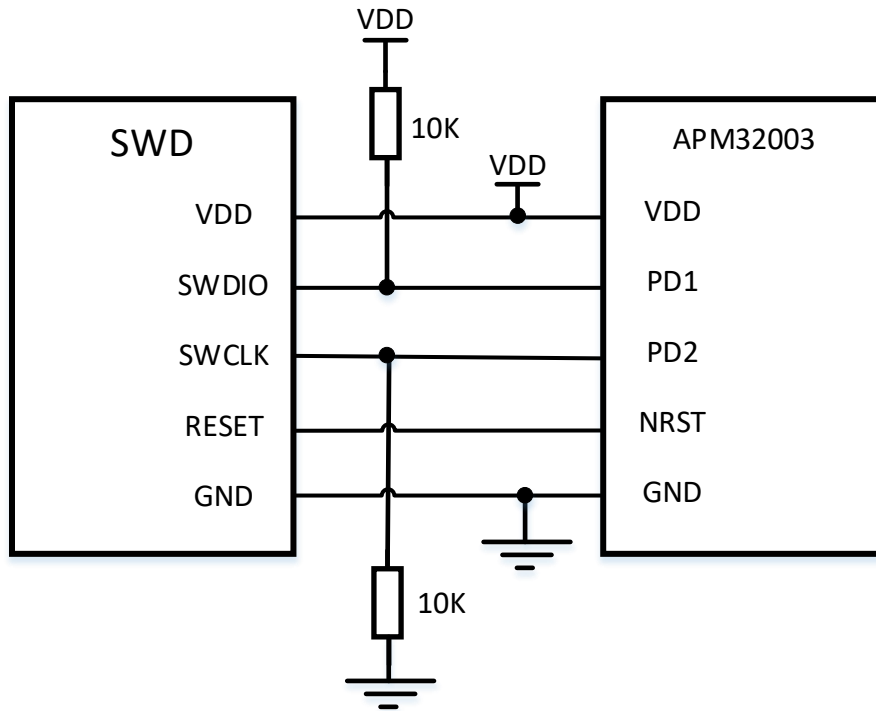 VDD
10K
SWD
APM32003
VDD
VDD
VDD
SWDIO
PD1
SWCLK
PD2
RESET
NRST
GND
GND
10K